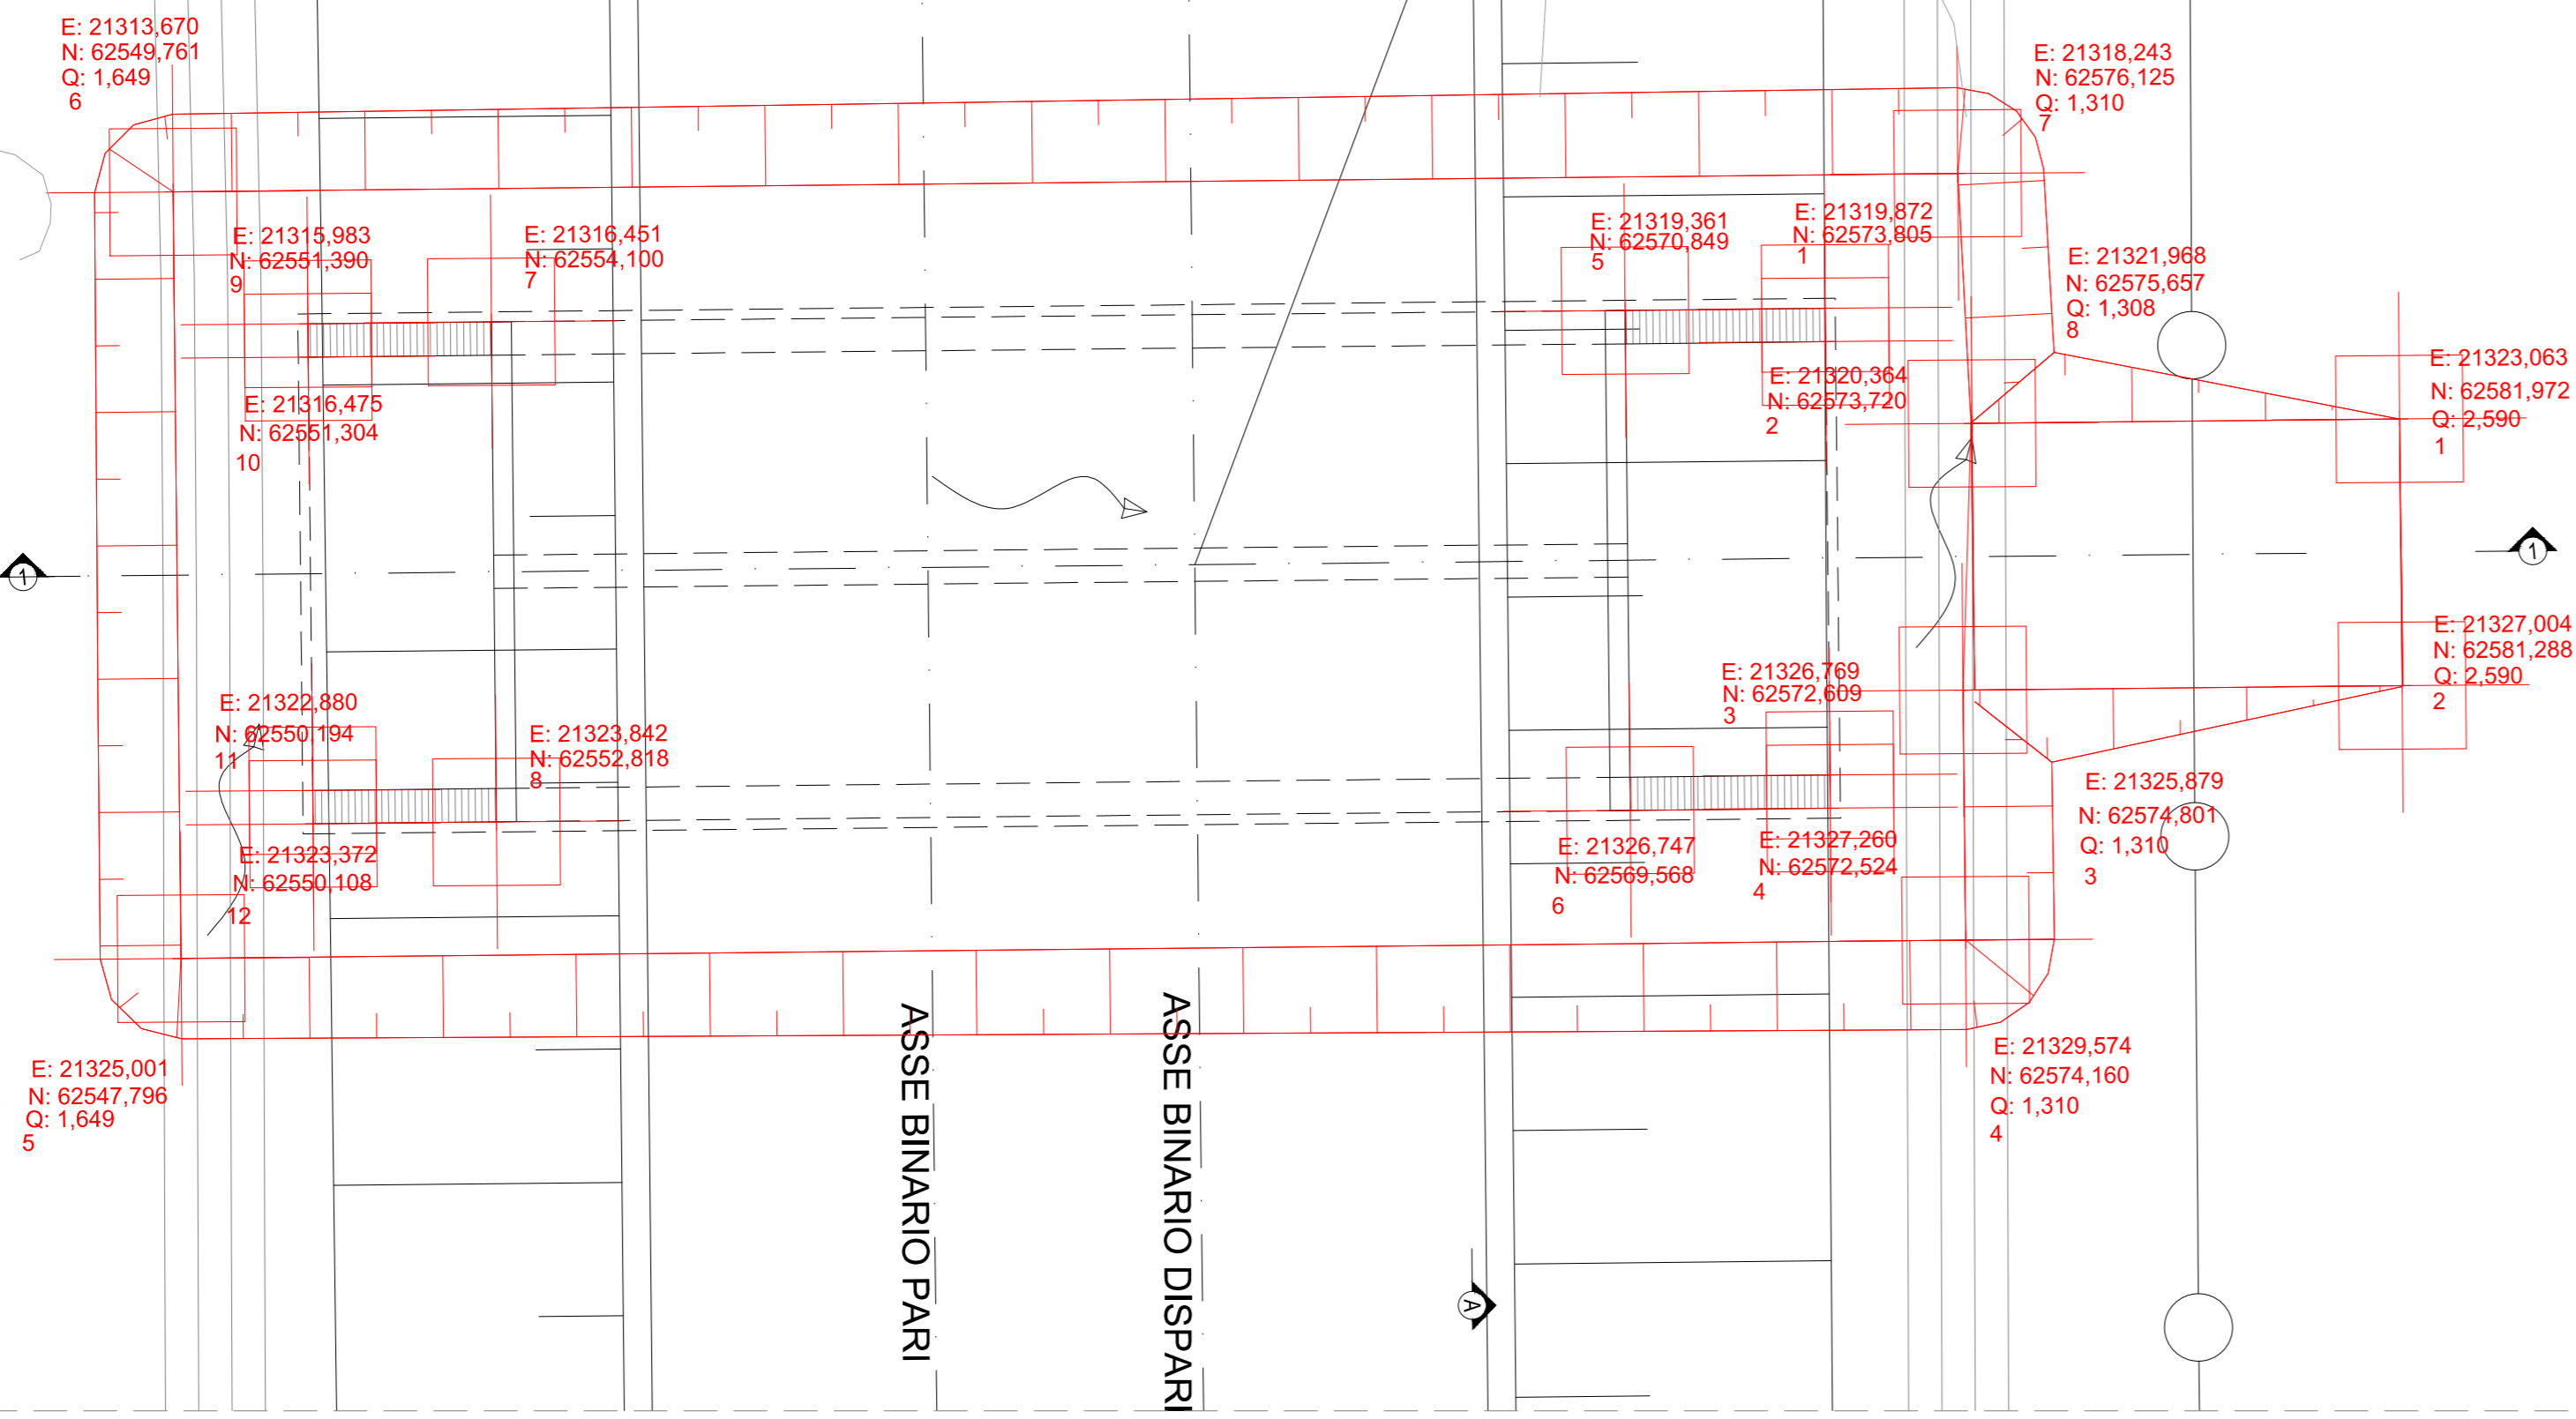 E: 21313,670
N: 62549,761
Q: 1,649
6
E: 21318,243
N: 62576,125
Q: 1,310
7
E: 21315,983
N: 62551,390
9
E: 21316,451
N: 62554,100
7
E: 21319,361
N: 62570,849
5
E: 21319,872
N: 62573,805
1
E: 21321,968
N: 62575,657
Q: 1,308
8
E: 21316,475
N: 62551,304
10
E: 21320,364
N: 62573,720
2
E: 21323,063
N: 62581,972
Q: 2,590
1
1
1
E: 21322,880
N: 62550,194
11
E: 21323,842
N: 62552,818
8
E: 21326,769
N: 62572,609
3
E: 21327,004
N: 62581,288
Q: 2,590
2
E: 21323,372
N: 62550,108
12
E: 21326,747
N: 62569,568
6
E: 21327,260
N: 62572,524
4
E: 21325,879
N: 62574,801
Q: 1,310
3
E: 21325,001
N: 62547,796
Q: 1,649
5
E: 21329,574
N: 62574,160
Q: 1,310
4
ASSE BINARIO PARI
ASSE BINARIO DISPARI
A